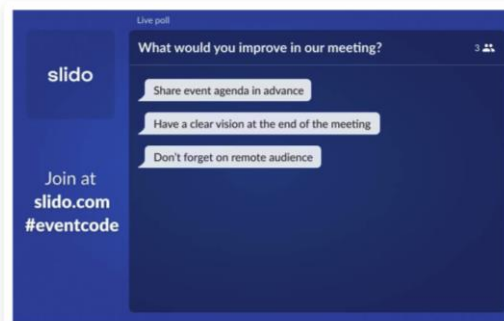 Live poll
slido
What would you improve in our meeting?
3
Share event agenda in advance
Have a clear vision at the end of the meeting
Don't forget on remote audience
Join at
slido.com
#eventcode